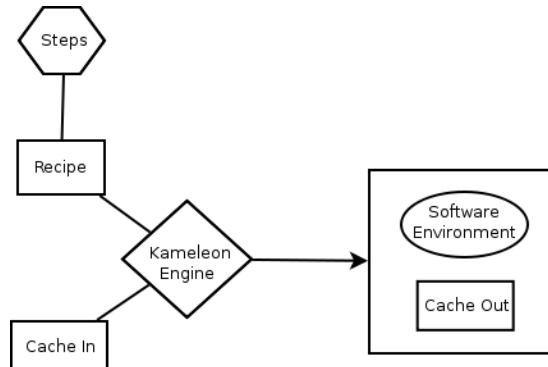 Steps
Recipe
Kameleon
Engine
Cache In
Software
Environment
Cache Out